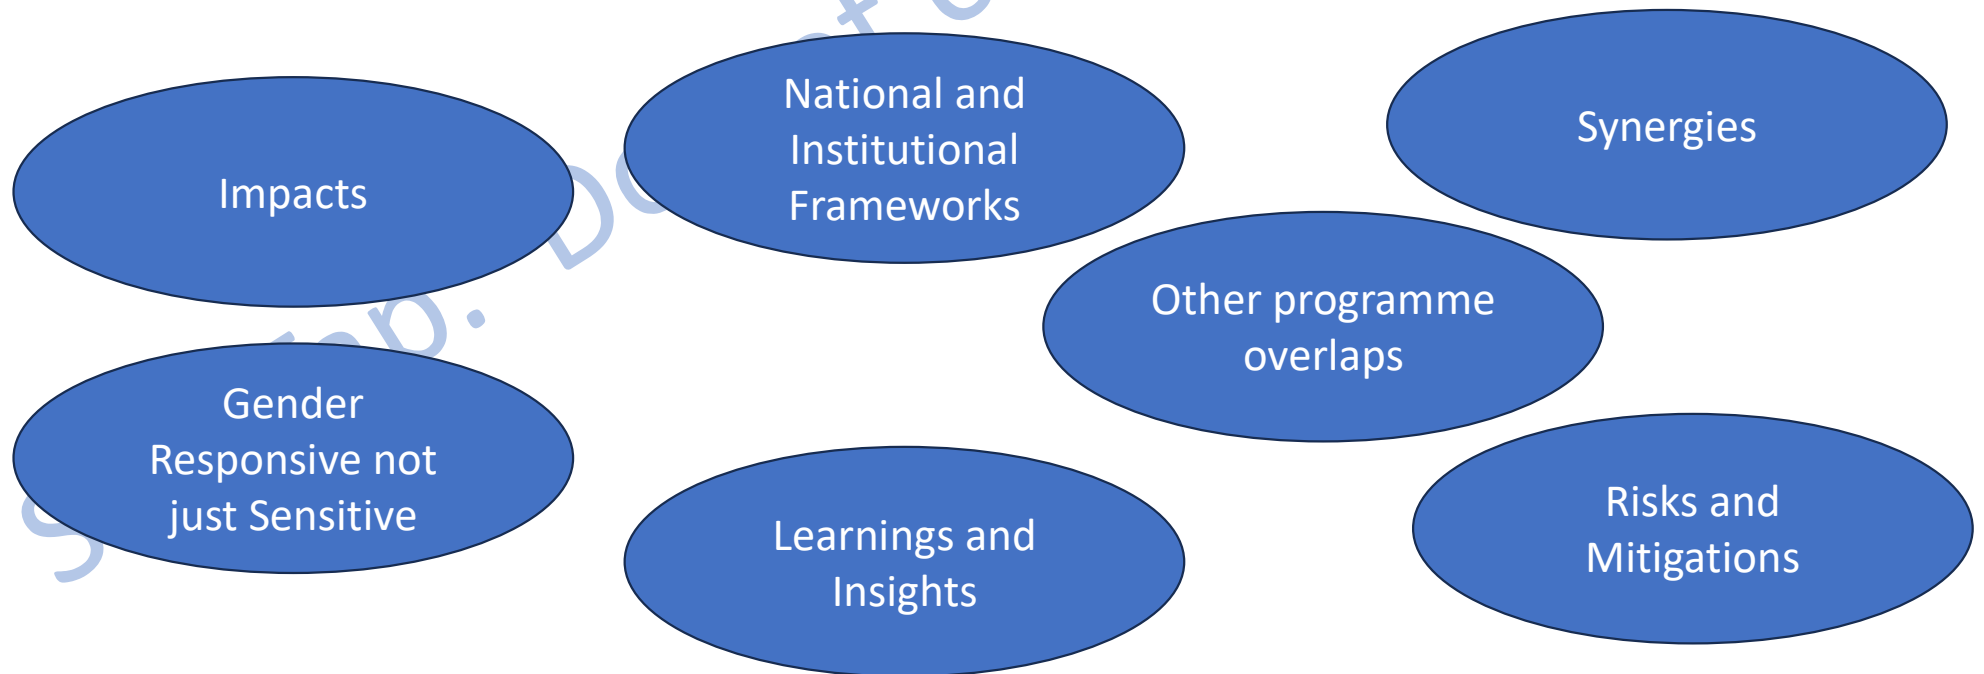 Impacts
National and
Institutional
Frameworks
Synergies
Other programme
overlaps
Gender
Responsive not
just Sensitive
Learnings and
Insights
Risks and
Mitigations